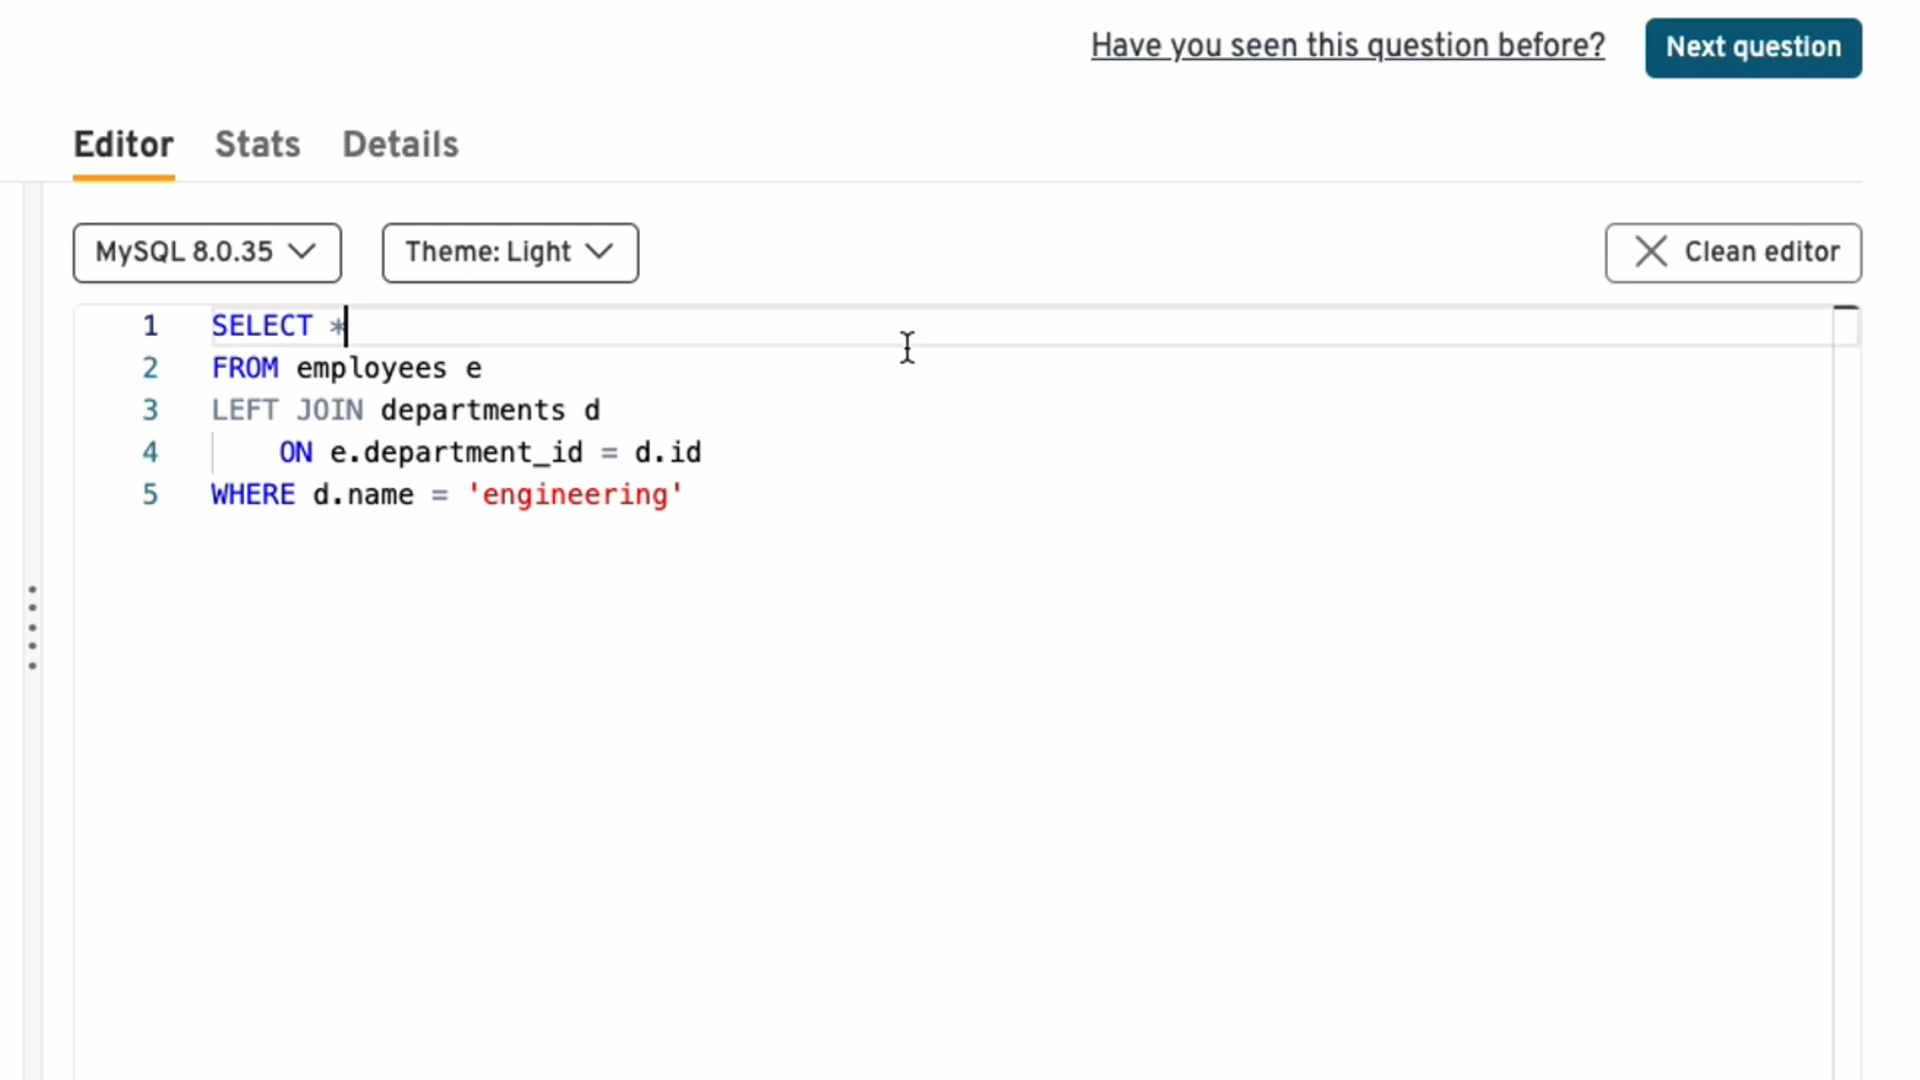 Have you seen this question before? Next question
Editor Stats Details
MySQL 8.0.35 Theme: Light Clean editor
1 SELECT *
2 FROM employees e
3 LEFT JOIN departments d
4 ON e.department_id = d.id
5 WHERE d.name = 'engineering'